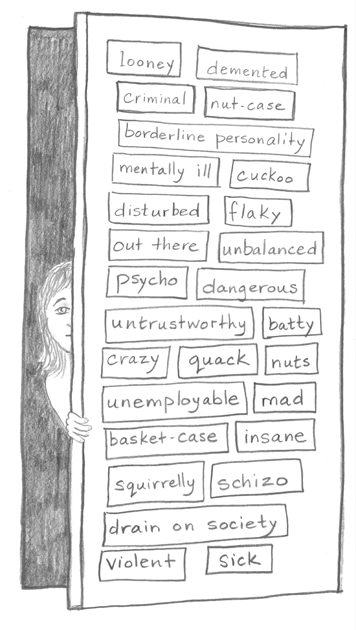 looney demented
Criminal nut-case
borderline personality
mentally ill cuckoo
disturbed flaky
out there unbalanced
psycho dangerous
untrustworthy batty
crazy quack nuts
unemployable mad
basket-case insane
squirrelly schizo
drain on society
violent sick